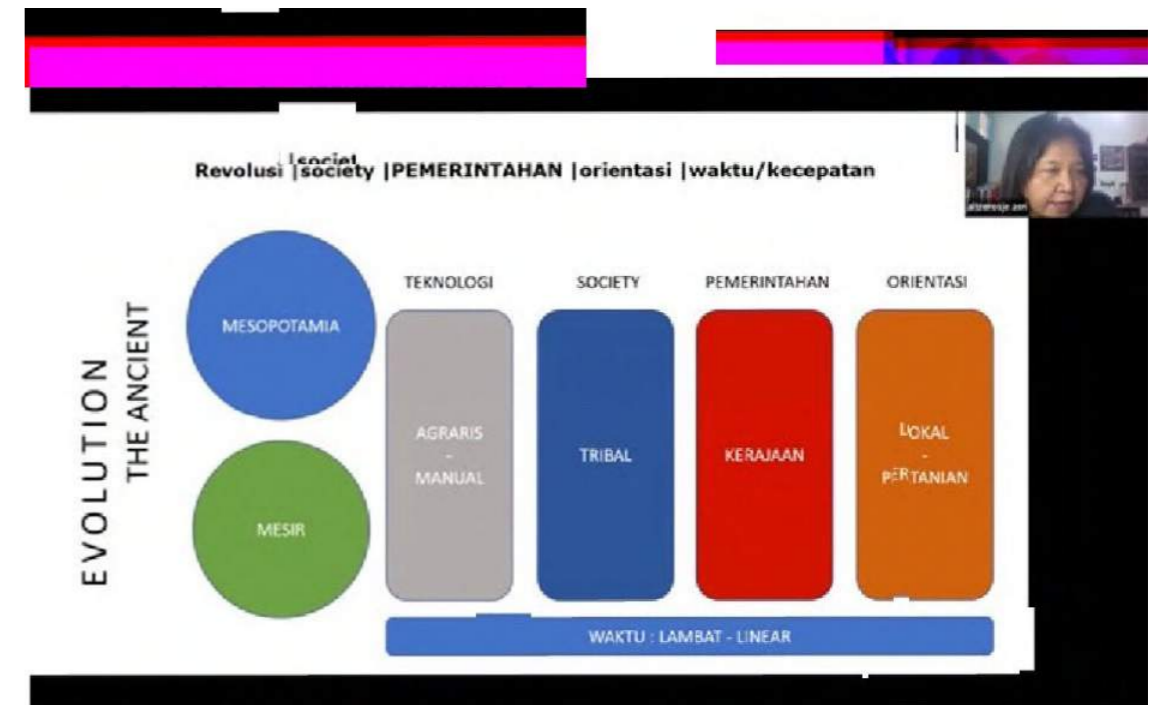 Revolusi |society |PEMERINTAHAN |orientasi |waktu/kecepatan
|societ
EVOLUTION
THE ANCIENT
MESOPOTAMIA
MESIR
TEKNOLOGI
SOCIETY
PEMERINTAHAN
ORIENTASI
AGRARIS
-
MANUAL
TRIBAL
KERAJAAN
LOKAL
-
PERTANIAN
WAKTU : LAMBAT - LINEAR